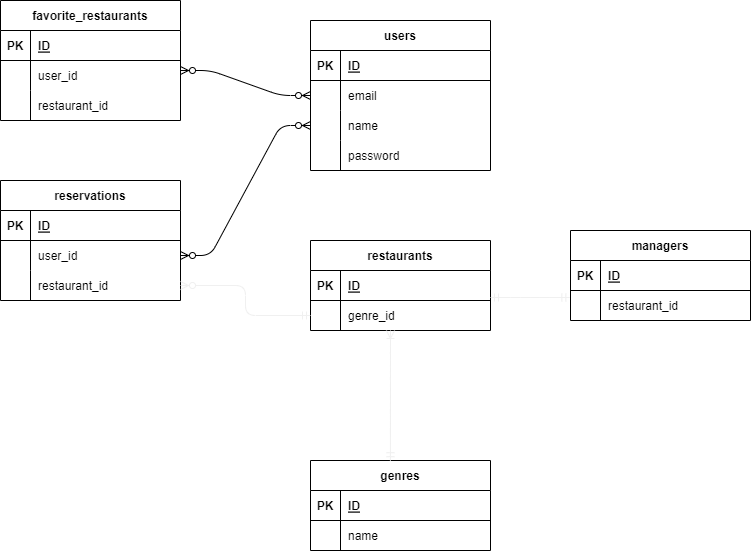 favorite_restaurants
PK ID
user_id
restaurant_id
users
PK ID
email
name
password
reservations
PK ID
user_id
restaurant_id
restaurants
PK ID
genre_id
managers
PK ID
restaurant_id
genres
PK ID
name